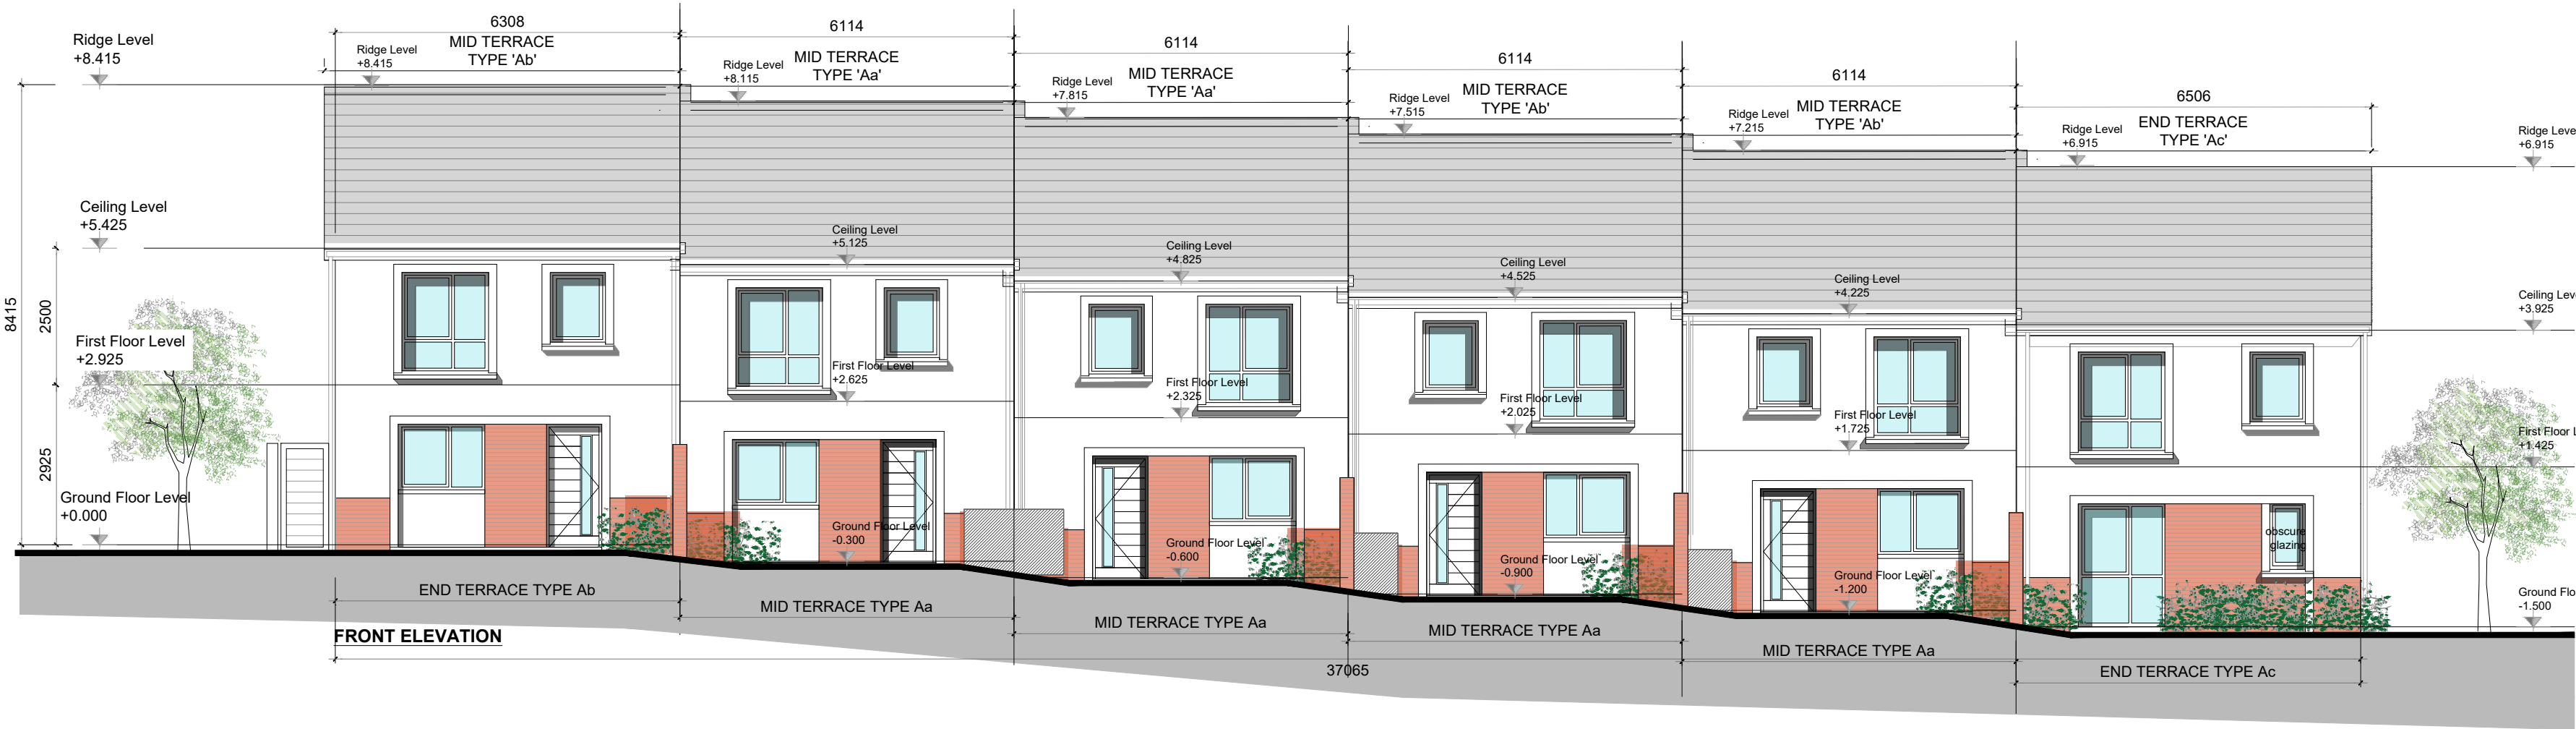 Ridge Level
+8.415
Ceiling Level
+5.425
First Floor Level
+2.925
Ground Floor Level
+0.000
8415
2500
2925
6308
MID TERRACE
TYPE 'Ab'
Ridge Level
+8.415
6114
MID TERRACE
TYPE 'Aa'
Ridge Level
+8.115
Ceiling Level
+5.125
First Floor Level
+2.625
Ground Floor Level
-0.300
6114
MID TERRACE
TYPE 'Aa'
Ridge Level
+7.815
Ceiling Level
+4.825
First Floor Level
+2.325
Ground Floor Level
-0.600
6114
MID TERRACE
TYPE 'Ab'
Ridge Level
+7.515
Ceiling Level
+4.525
First Floor Level
+2.025
Ground Floor Level
-0.900
6114
MID TERRACE
TYPE 'Ab'
Ridge Level
+7.215
Ceiling Level
+4.225
First Floor Level
+1.725
Ground Floor Level
-1.200
6506
END TERRACE
TYPE 'Ac'
Ridge Level
+6.915
obscure
glazing
Ridge Leve
+6.915
Ceiling Leve
+3.925
First Floor L
+1.425
Ground Flo
-1.500
END TERRACE TYPE Ab
MID TERRACE TYPE Aa
MID TERRACE TYPE Aa
MID TERRACE TYPE Aa
MID TERRACE TYPE Aa
END TERRACE TYPE Ac
FRONT ELEVATION
37065